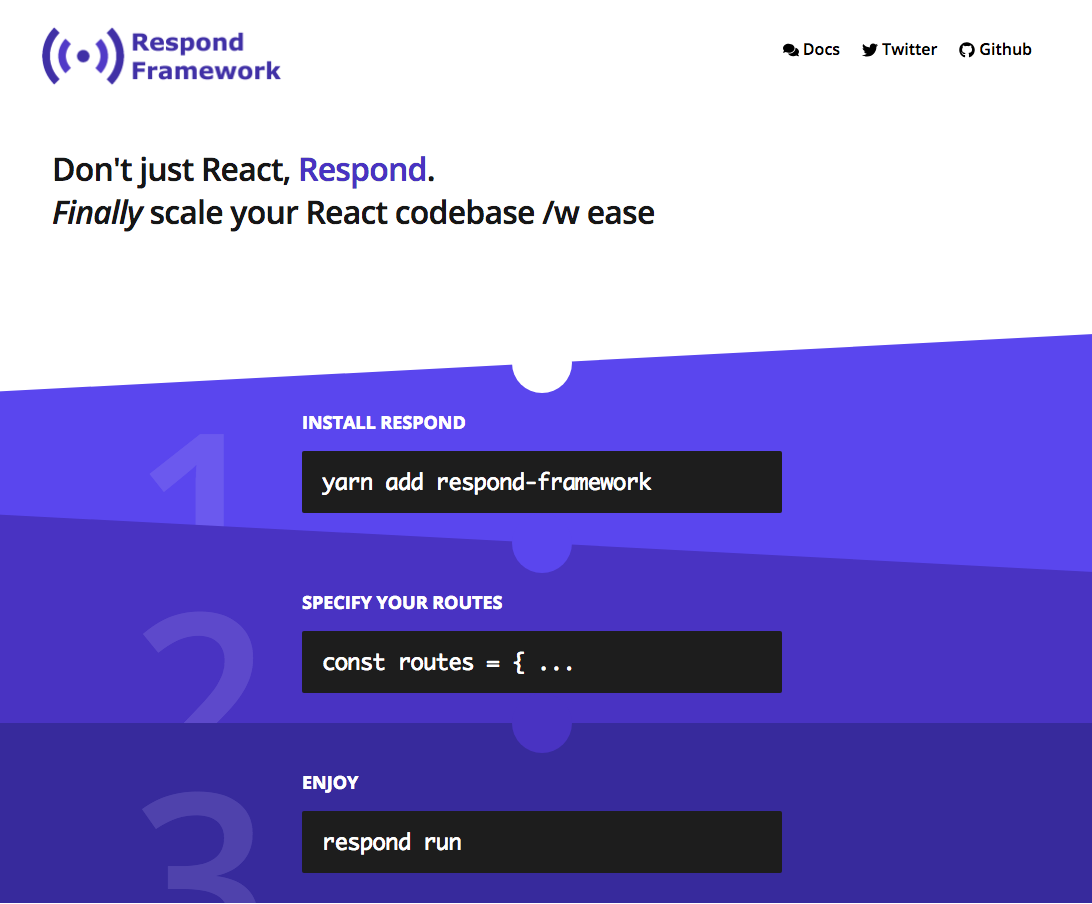 Respond
Framework
Docs
Twitter
Github
Don't just React, Respond.
Finally scale your React codebase /w ease
1
INSTALL RESPOND
yarn add respond-framework
2
SPECIFY YOUR ROUTES
const routes = { ...
3
ENJOY
respond run